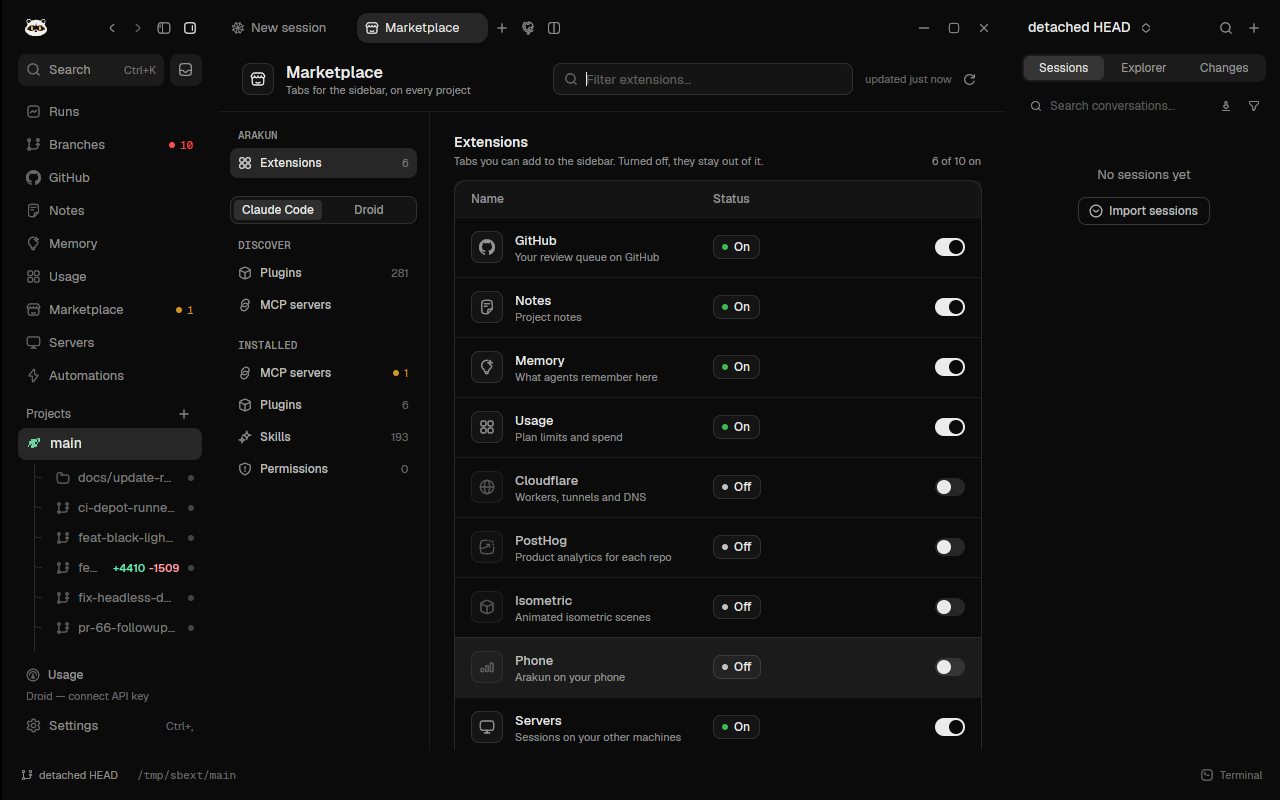 New session
Marketplace
detached HEAD
Search
Ctrl+K
Runs
Branches
10
GitHub
Notes
Memory
Usage
Marketplace
1
Servers
Automations
Projects
main
docs/update-r...
ci-depot-runne...
feat-black-ligh...
fe...
+4410 -1509
fix-headless-d...
pr-66-followup...
Usage
Droid — connect API key
Settings
Ctrl+,
Marketplace
Tabs for the sidebar, on every project
Filter extensions...
updated just now
ARAKUN
Extensions
6
Claude Code
Droid
DISCOVER
Plugins
281
MCP servers
INSTALLED
MCP servers
1
Plugins
6
Skills
193
Permissions
0
Extensions
Tabs you can add to the sidebar. Turned off, they stay out of it.
6 of 10 on
Name
Status
GitHub
Your review queue on GitHub
On
Notes
Project notes
On
Memory
What agents remember here
On
Usage
Plan limits and spend
On
Cloudflare
Workers, tunnels and DNS
Off
PostHog
Product analytics for each repo
Off
Isometric
Animated isometric scenes
Off
Phone
Arakun on your phone
Off
Servers
Sessions on your other machines
On
Sessions
Explorer
Changes
Search conversations...
No sessions yet
Import sessions
detached HEAD
/tmp/sbext/main
Terminal